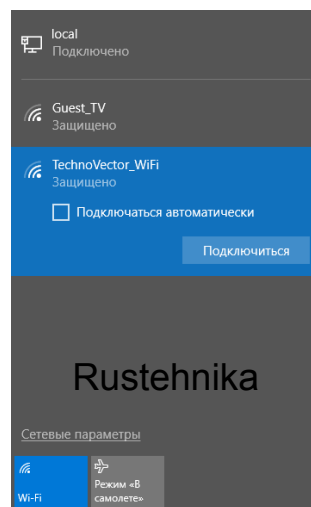 local
Подключено
Guest_TV
Защищено
TechnoVector_WiFi
Защищено
Подключаться автоматически
Подключиться
Rustehnika
Сетевые параметры
Wi-Fi
Режим «В
самолете»